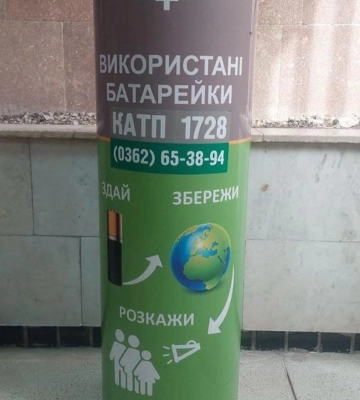 ВИКОРИСТАНІ
БАТАРЕЙКИ
КАТП 1728
(0362) 65-38-94
ЗДАЙ
ЗБЕРЕЖИ
РОЗКАЖИ